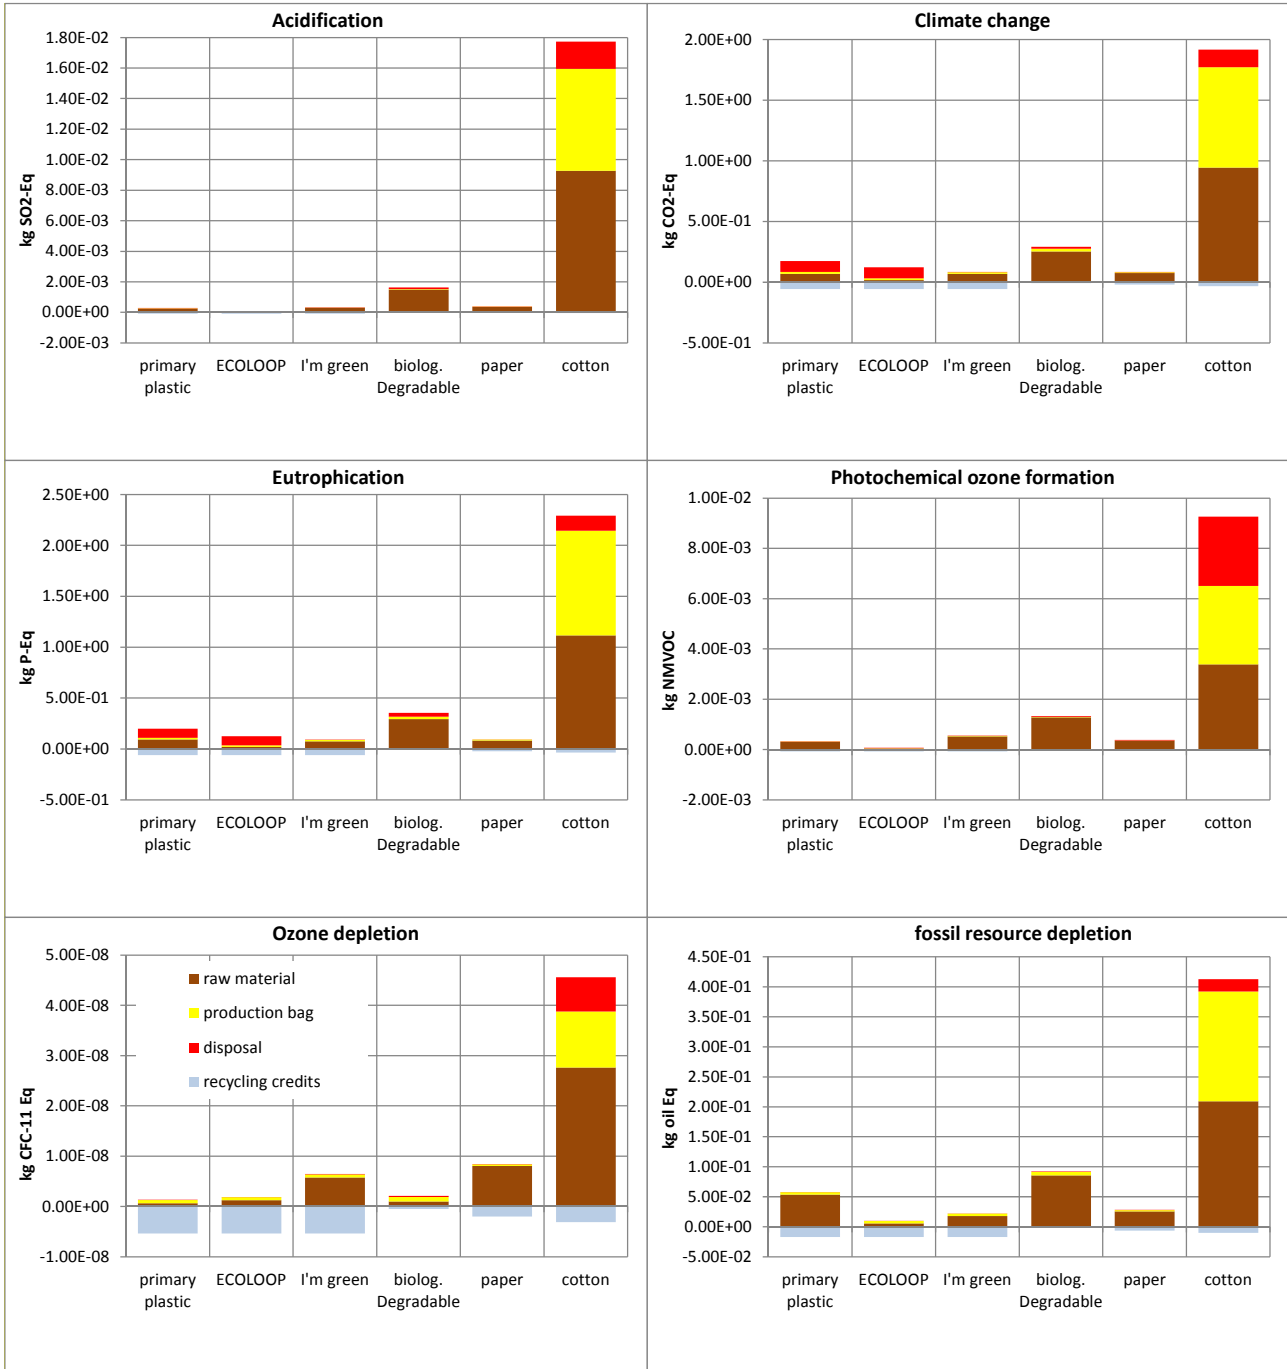 Acidification
kg SO2-Eq
1.80E-02
1.60E-02
1.40E-02
1.20E-02
1.00E-02
8.00E-03
6.00E-03
4.00E-03
2.00E-03
0.00E+00
-2.00E-03
primary plastic
ECOLOOP
I'm green
biolog. Degradable
paper
cotton
Climate change
kg CO2-Eq
2.00E+00
1.50E+00
1.00E+00
5.00E-01
0.00E+00
-5.00E-01
primary plastic
ECOLOOP
I'm green
biolog. Degradable
paper
cotton
Eutrophication
kg P-Eq
2.50E+00
2.00E+00
1.50E+00
1.00E+00
5.00E-01
0.00E+00
-5.00E-01
primary plastic
ECOLOOP
I'm green
biolog. Degradable
paper
cotton
Photochemical ozone formation
kg NMVOC
1.00E-02
8.00E-03
6.00E-03
4.00E-03
2.00E-03
0.00E+00
-2.00E-03
primary plastic
ECOLOOP
I'm green
biolog. Degradable
paper
cotton
Ozone depletion
kg CFC-11 Eq
5.00E-08
4.00E-08
3.00E-08
2.00E-08
1.00E-08
0.00E+00
-1.00E-08
raw material
production bag
disposal
recycling credits
primary plastic
ECOLOOP
I'm green
biolog. Degradable
paper
cotton
fossil resource depletion
kg oil Eq
4.50E-01
4.00E-01
3.50E-01
3.00E-01
2.50E-01
2.00E-01
1.50E-01
1.00E-01
5.00E-02
0.00E+00
-5.00E-02
primary plastic
ECOLOOP
I'm green
biolog. Degradable
paper
cotton